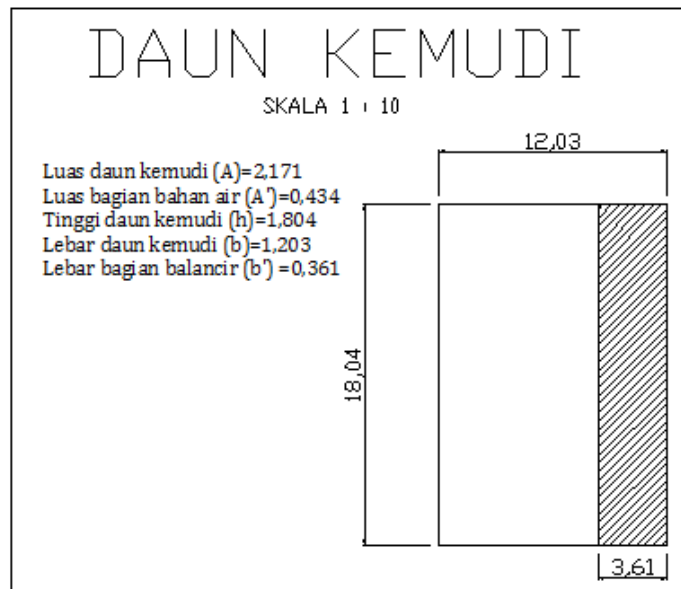 DAUN KEMUDI
SKALA 1 : 10
12,03
Luas daun kemudi (A)=2,171
Luas bagian bahan air (A')=0,434
Tinggi daun kemudi (h)=1,804
Lebar daun kemudi (b)=1,203
Lebar bagian balancir (b') =0,361
18,04
3,61